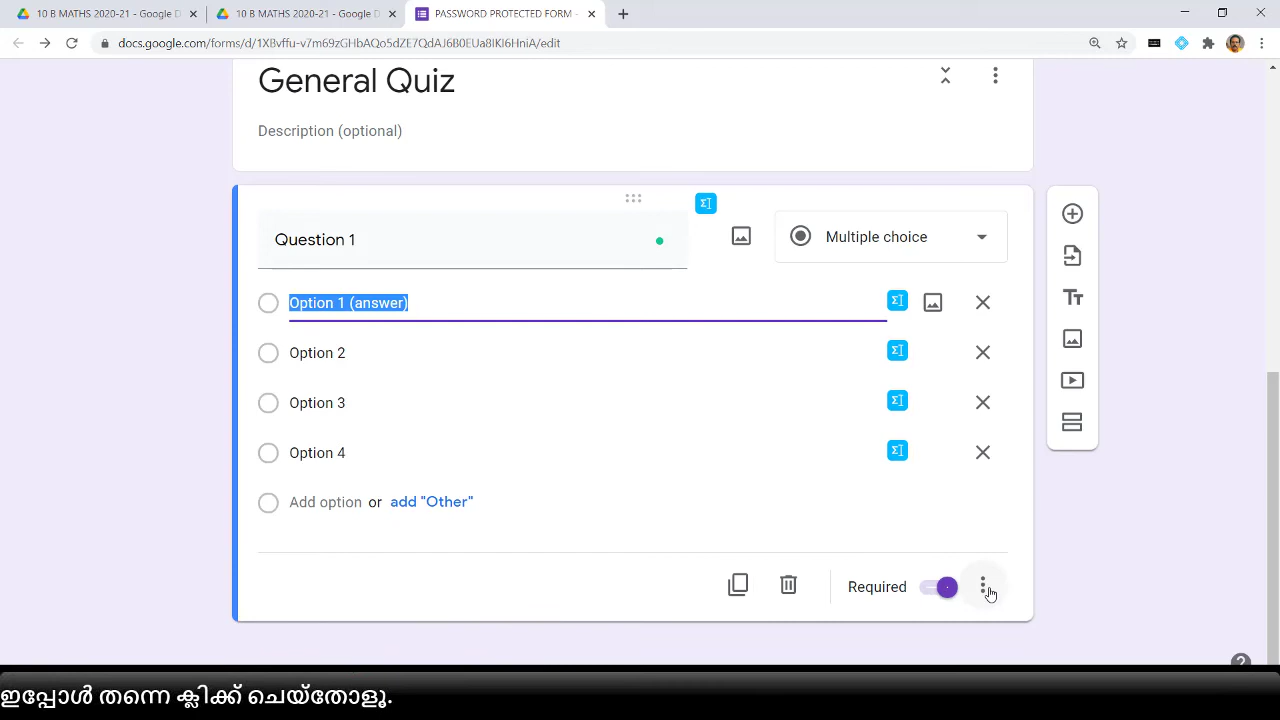 10 B MATHS 2020-21 - Google D
10 B MATHS 2020-21 - Google D
PASSWORD PROTECTED FORM -
docs.google.com/forms/d/1XBvffu-v7m69zGHbAQo5dZE7QdAJ6B0EUa8IKI6HniA/edit
General Quiz
Description (optional)
Question 1
Multiple choice
Option 1 (answer)
Option 2
Option 3
Option 4
Add option or add "Other"
Required
ഇപ്പോൾ തന്നെ ക്ലിക്ക് ചെയ്തോളൂ.